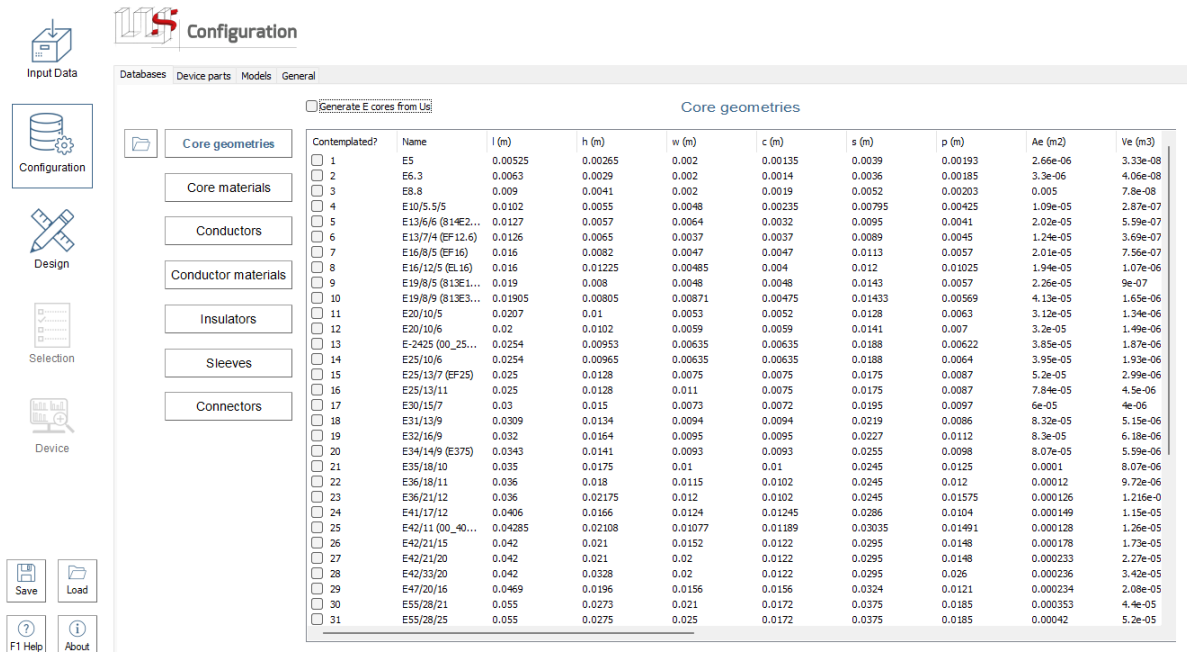 US Configuration
Input Data
Configuration
Design
Selection
Device
Save Load
F1 Help About
Databases Device parts Models General
Generate E cores from Us
Core geometries
Core geometries
Core materials
Conductors
Conductor materials
Insulators
Sleeves
Connectors
Contemplated? Name l (m) h (m) w (m) c (m) s (m) p (m) Ae (m2) Ve (m3)
1 E5 0.00525 0.00265 0.002 0.00135 0.0039 0.00193 2.66e-06 3.33e-08
2 E6.3 0.0063 0.0029 0.002 0.0014 0.0036 0.00185 3.3e-06 4.06e-08
3 E8.8 0.009 0.0041 0.002 0.0019 0.0052 0.00203 0.005 7.8e-08
4 E10/5.5/5 0.0102 0.0055 0.0048 0.00235 0.00795 0.00425 1.09e-05 2.87e-07
5 E13/6/6 (814E2... 0.0127 0.0057 0.0064 0.0032 0.0095 0.0041 2.02e-05 5.59e-07
6 E13/7/4 (EF12.6) 0.0126 0.0065 0.0037 0.0037 0.0089 0.0045 1.24e-05 3.69e-07
7 E16/8/5 (EF16) 0.016 0.0082 0.0047 0.0047 0.0113 0.0057 2.01e-05 7.56e-07
8 E16/12/5 (EL16) 0.016 0.01225 0.00485 0.004 0.012 0.01025 1.94e-05 1.07e-06
9 E19/8/5 (813E1... 0.019 0.008 0.0048 0.0048 0.0143 0.0057 2.26e-05 9e-07
10 E19/8/9 (813E3... 0.01905 0.00805 0.00871 0.00475 0.01433 0.00569 4.13e-05 1.65e-06
11 E20/10/5 0.0207 0.01 0.0053 0.0052 0.0128 0.0063 3.12e-05 1.34e-06
12 E20/10/6 0.02 0.0102 0.0059 0.0059 0.0141 0.007 3.2e-05 1.49e-06
13 E-2425 (00_25... 0.0254 0.00953 0.00635 0.00635 0.0188 0.00622 3.85e-05 1.87e-06
14 E25/10/6 0.0254 0.00965 0.00635 0.00635 0.0188 0.0064 3.95e-05 1.93e-06
15 E25/13/7 (EF25) 0.025 0.0128 0.0075 0.0075 0.0175 0.0087 5.2e-05 2.99e-06
16 E25/13/11 0.025 0.0128 0.011 0.0075 0.0175 0.0087 7.84e-05 4.5e-06
17 E30/15/7 0.03 0.015 0.0073 0.0072 0.0195 0.0097 6e-05 4e-06
18 E31/13/9 0.0309 0.0134 0.0094 0.0094 0.0219 0.0086 8.32e-05 5.15e-06
19 E32/16/9 0.032 0.0164 0.0095 0.0095 0.0227 0.0112 8.3e-05 6.18e-06
20 E34/14/9 (E375) 0.0343 0.0141 0.0093 0.0093 0.0255 0.0098 8.07e-05 5.59e-06
21 E35/18/10 0.035 0.0175 0.01 0.01 0.0245 0.0125 0.0001 8.07e-06
22 E36/18/11 0.036 0.018 0.0115 0.0102 0.0245 0.012 0.00012 9.72e-06
23 E36/21/12 0.036 0.02175 0.012 0.0102 0.0245 0.01575 0.000126 1.216e-0
24 E41/17/12 0.0406 0.0166 0.0124 0.01245 0.0286 0.0104 0.000149 1.15e-05
25 E42/11 (00_40... 0.04285 0.02108 0.01077 0.01189 0.03035 0.01491 0.000128 1.26e-05
26 E42/21/15 0.042 0.021 0.0152 0.0122 0.0295 0.0148 0.000178 1.73e-05
27 E42/21/20 0.042 0.021 0.02 0.0122 0.0295 0.0148 0.000233 2.27e-05
28 E42/33/20 0.042 0.0328 0.02 0.0122 0.0295 0.026 0.000236 3.42e-05
29 E47/20/16 0.0469 0.0196 0.0156 0.0156 0.0324 0.0121 0.000234 2.08e-05
30 E55/28/21 0.055 0.0273 0.021 0.0172 0.0375 0.0185 0.000353 4.4e-05
31 E55/28/25 0.055 0.0275 0.025 0.0172 0.0375 0.0185 0.00042 5.2e-05